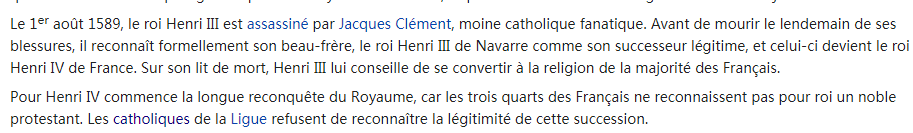 Le 1er août 1589, le roi Henri III est assassiné par Jacques Clément, moine catholique fanatique. Avant de mourir le lendemain de ses
blessures, il reconnaît formellement son beau-frère, le roi Henri III de Navarre comme son successeur légitime, et celui-ci devient le roi
Henri IV de France. Sur son lit de mort, Henri III lui conseille de se convertir à la religion de la majorité des Français.
Pour Henri IV commence la longue reconquête du Royaume, car les trois quarts des Français ne reconnaissent pas pour roi un noble
protestant. Les catholiques de la Ligue refusent de reconnaître la légitimité de cette succession.